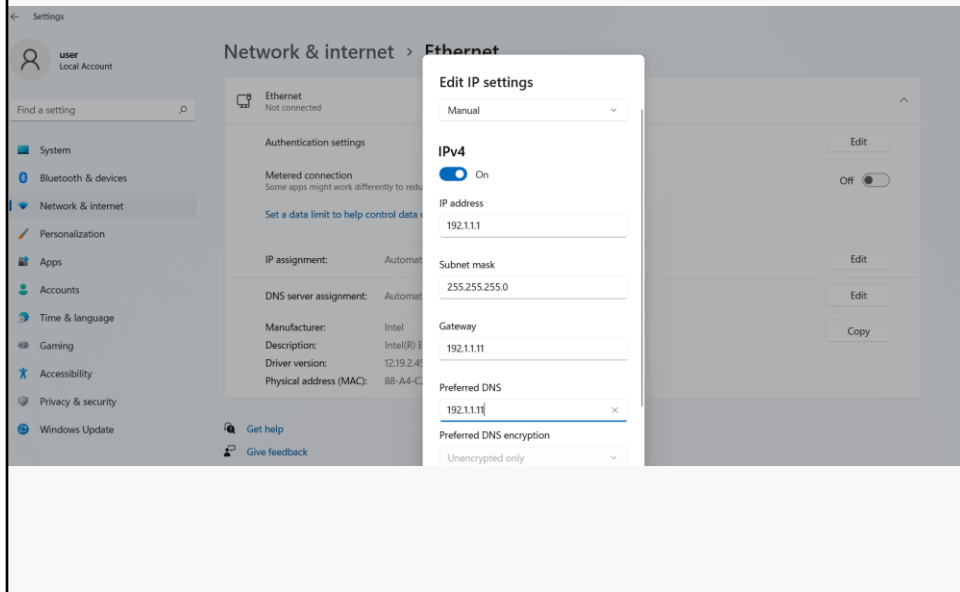 Settings
user
Local Account
Find a setting
System
Bluetooth & devices
Network & internet
Personalization
Apps
Accounts
Time & language
Gaming
Accessibility
Privacy & security
Windows Update
Network & internet > Ethernet
Ethernet
Not connected
Authentication settings
Edit
Metered connection
Some apps might work differently to redu
Off
Set a data limit to help control data
IP assignment: Automat
Edit
DNS server assignment: Automat
Edit
Manufacturer: Intel
Copy
Description: Intel(R) E
Driver version: 12.19.2.45
Physical address (MAC): 88-A4-C2
Get help
Give feedback
Edit IP settings
Manual
IPv4
On
IP address
192.1.1.1
Subnet mask
255.255.255.0
Gateway
192.1.1.11
Preferred DNS
192.1.1.11
Preferred DNS encryption
Unencrypted only